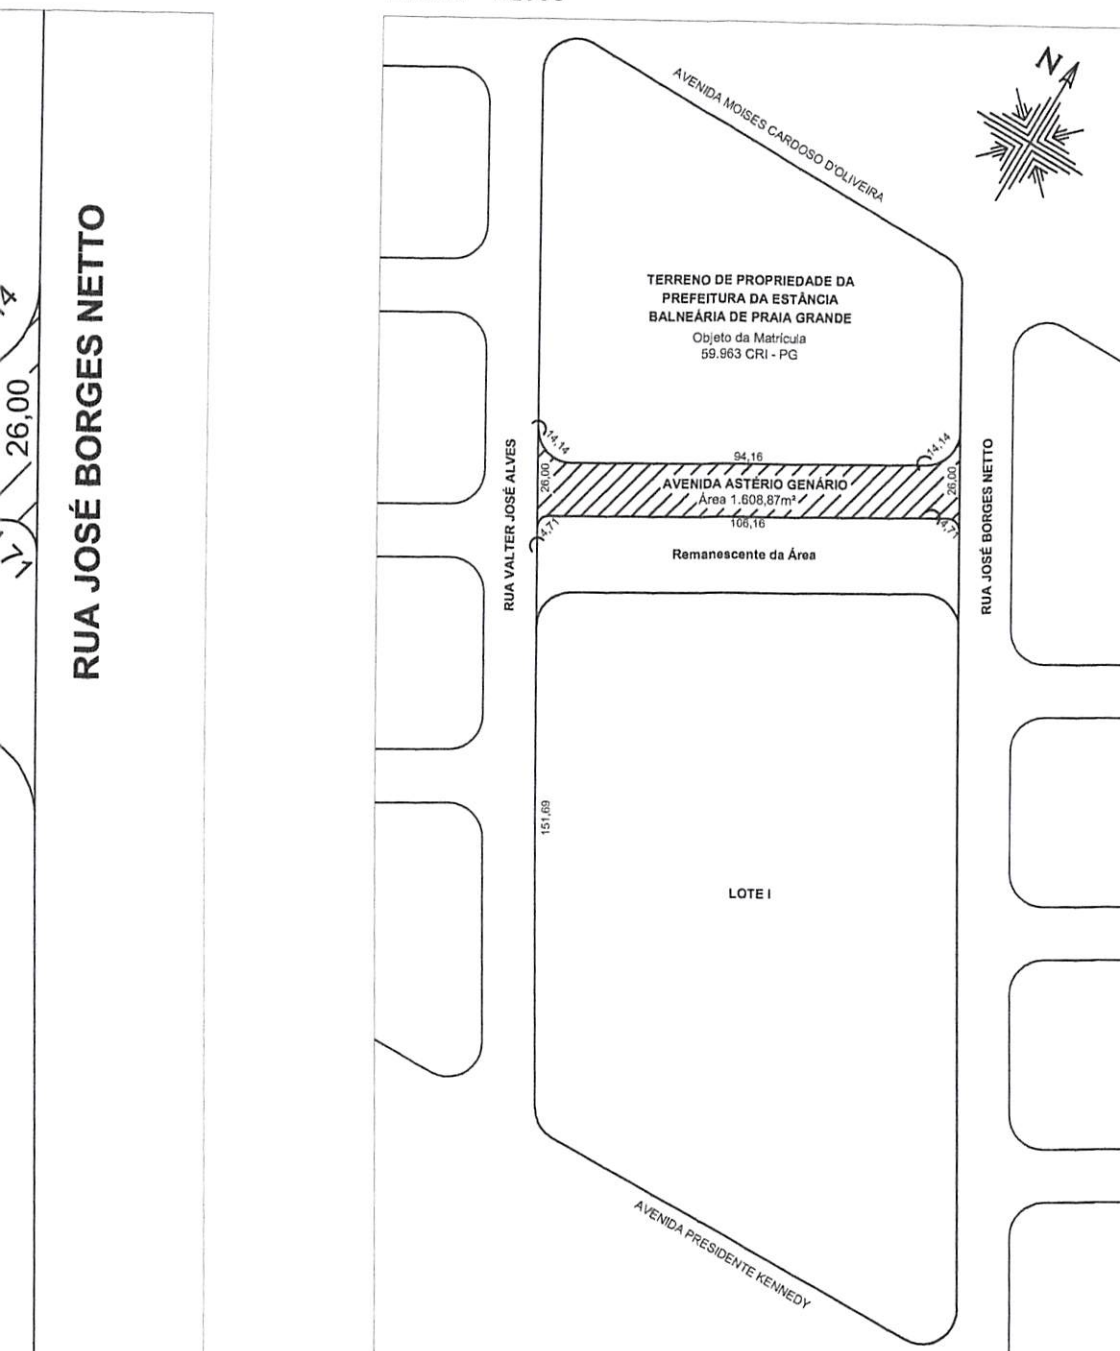 RUA JOSÉ BORGES NETTO
26,00
N
AVENIDA MOISES CARDOSO D'OLIVEIRA
TERRENO DE PROPRIEDADE DA
PREFEITURA DA ESTÂNCIA
BALNEÁRIA DE PRAIA GRANDE
Objeto da Matrícula
59.963 CRI - PG
RUA VALTER JOSÉ ALVES
14,14
94,16
14,14
26,00
AVENIDA ASTÉRIO GENÁRIO
Área 1.608,87m²
26,00
4,71
106,16
4,71
Remanescente da Área
RUA JOSÉ BORGES NETTO
151,69
LOTE I
AVENIDA PRESIDENTE KENNEDY